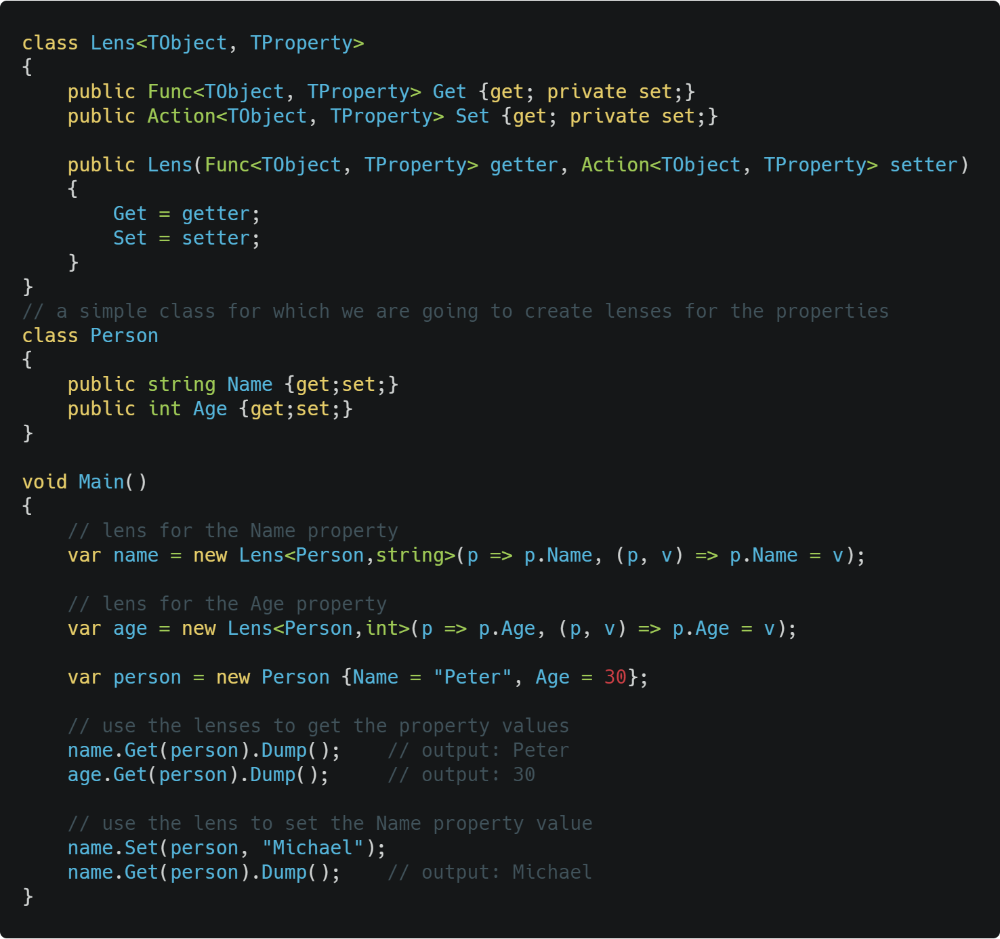 class Lens<TObject, TProperty>
{
    public Func<TObject, TProperty> Get {get; private set;}
    public Action<TObject, TProperty> Set {get; private set;}

    public Lens(Func<TObject, TProperty> getter, Action<TObject, TProperty> setter)
    {
        Get = getter;
        Set = setter;
    }
}
// a simple class for which we are going to create lenses for the properties
class Person
{
    public string Name {get;set;}
    public int Age {get;set;}
}

void Main()
{
    // lens for the Name property
    var name = new Lens<Person,string>(p => p.Name, (p, v) => p.Name = v);

    // lens for the Age property
    var age = new Lens<Person,int>(p => p.Age, (p, v) => p.Age = v);

    var person = new Person {Name = "Peter", Age = 30};

    // use the lenses to get the property values
    name.Get(person).Dump();    // output: Peter
    age.Get(person).Dump();     // output: 30

    // use the lens to set the Name property value
    name.Set(person, "Michael");
    name.Get(person).Dump();    // output: Michael
}